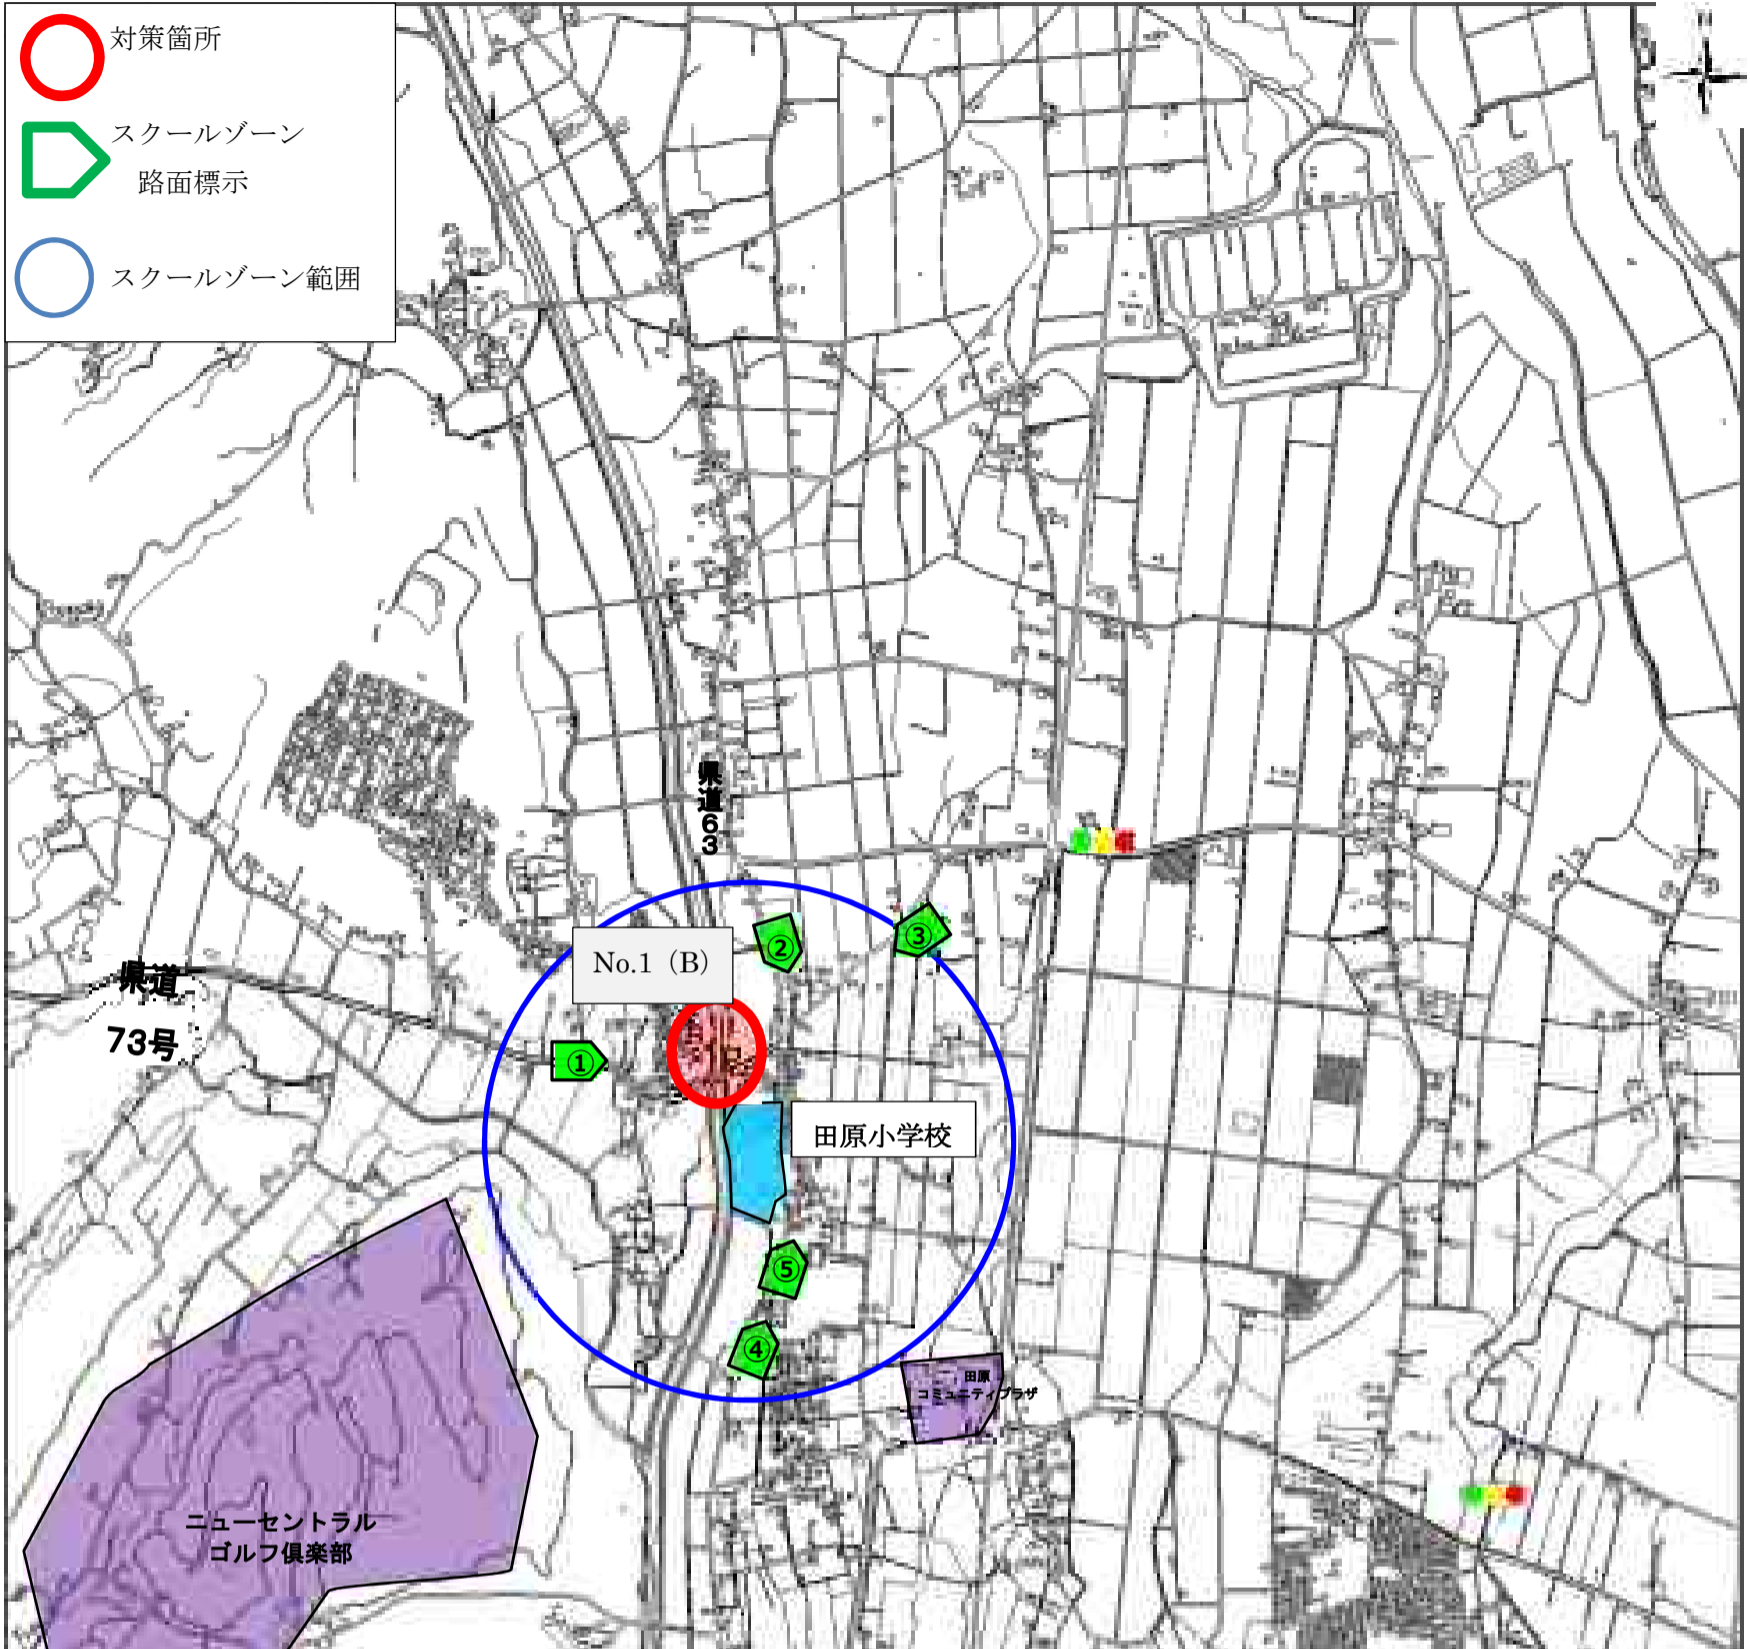 対策箇所
スクールゾーン
路面標示
スクールゾーン範囲
県道63
No.1（B）
②
③
①
県道
73号
田原小学校
⑤
④
田原
コミュニティプラザ
ニューセントラル
ゴルフ倶楽部